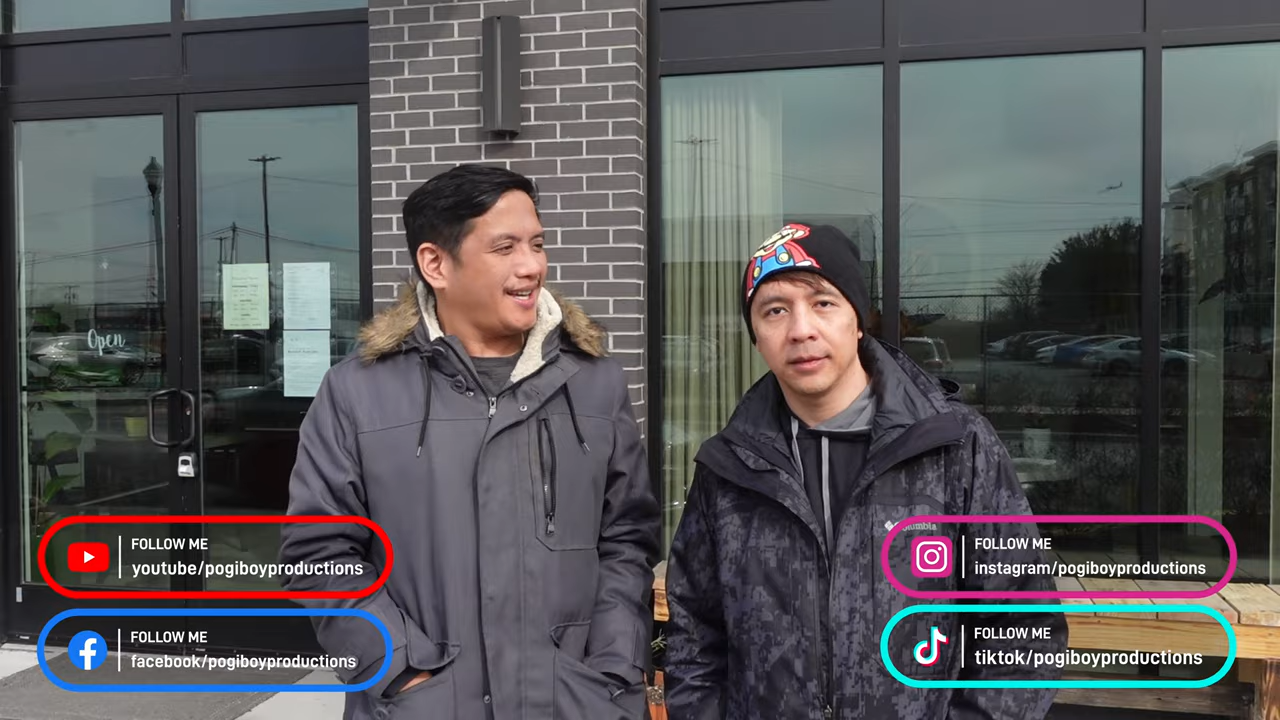 Open
Columbia
FOLLOW ME
youtube/pogiboyproductions
FOLLOW ME
instagram/pogiboyproductions
FOLLOW ME
facebook/pogiboyproductions
FOLLOW ME
tiktok/pogiboyproductions